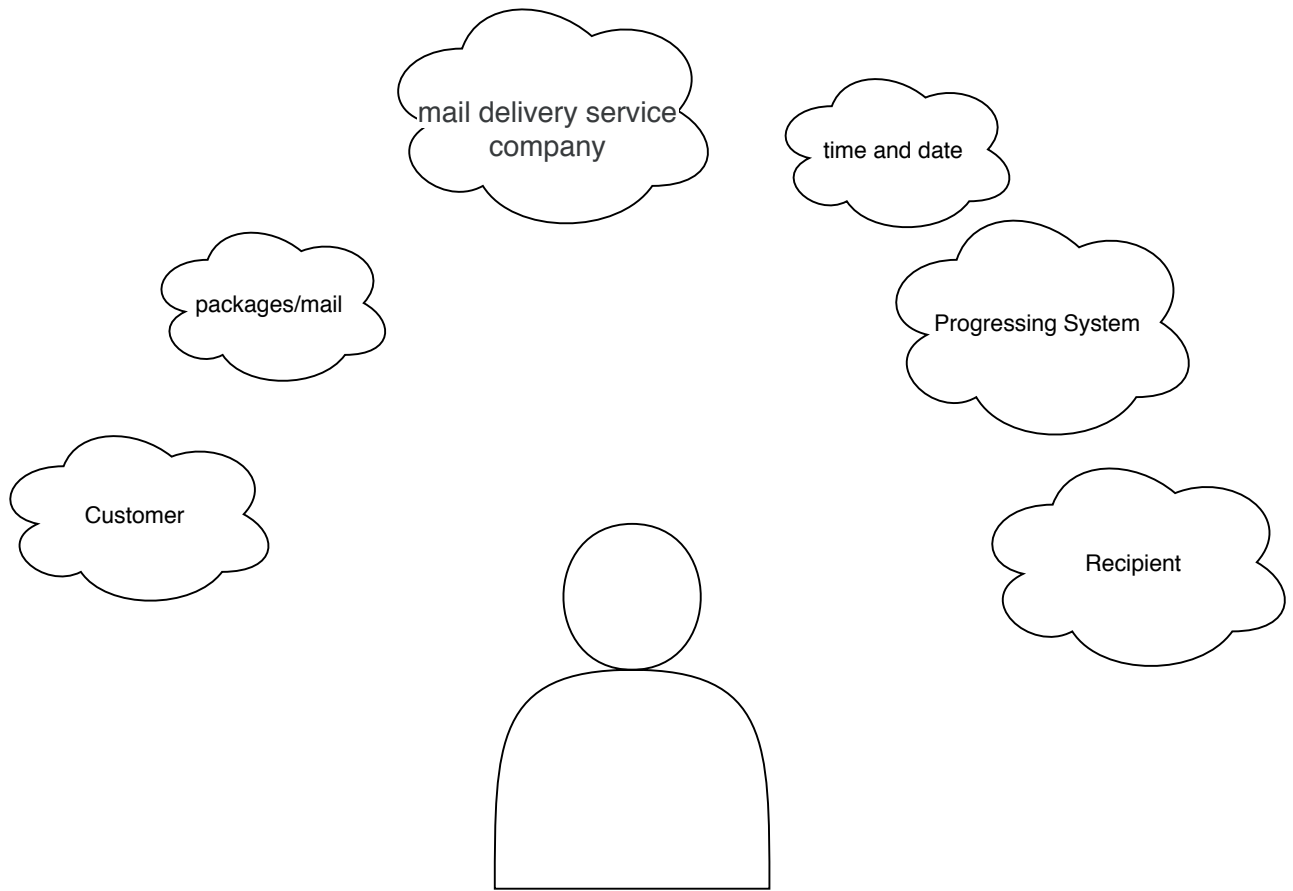 mail delivery service
company
time and date
packages/mail
Progressing System
Customer
Recipient